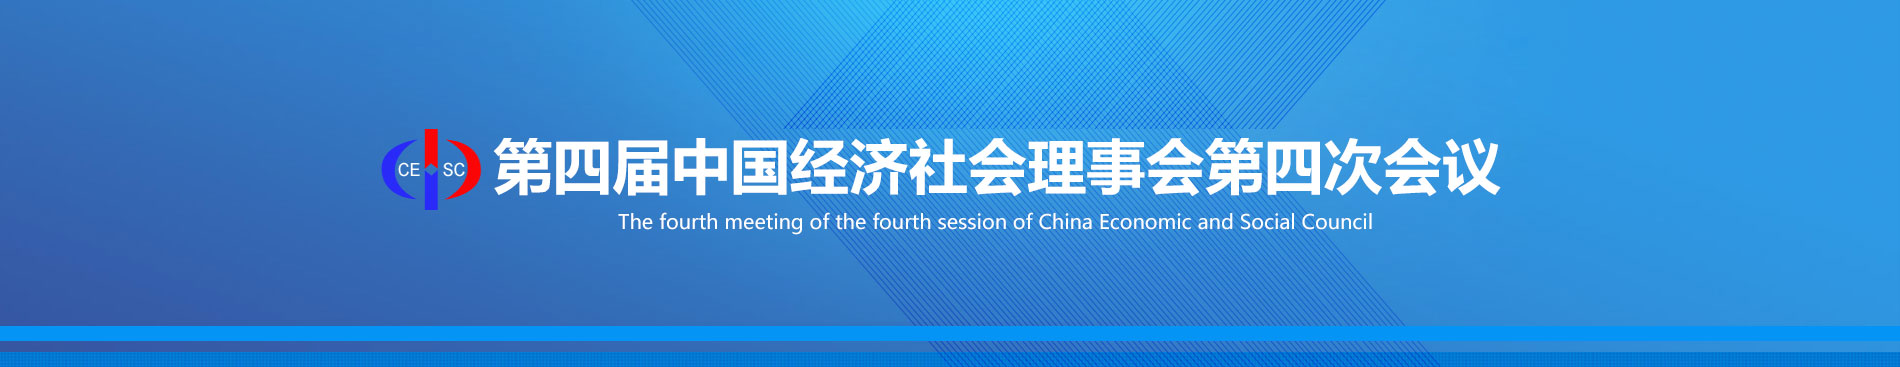 CE SC
第四届中国经济社会理事会第四次会议
The fourth meeting of the fourth session of China Economic and Social Council